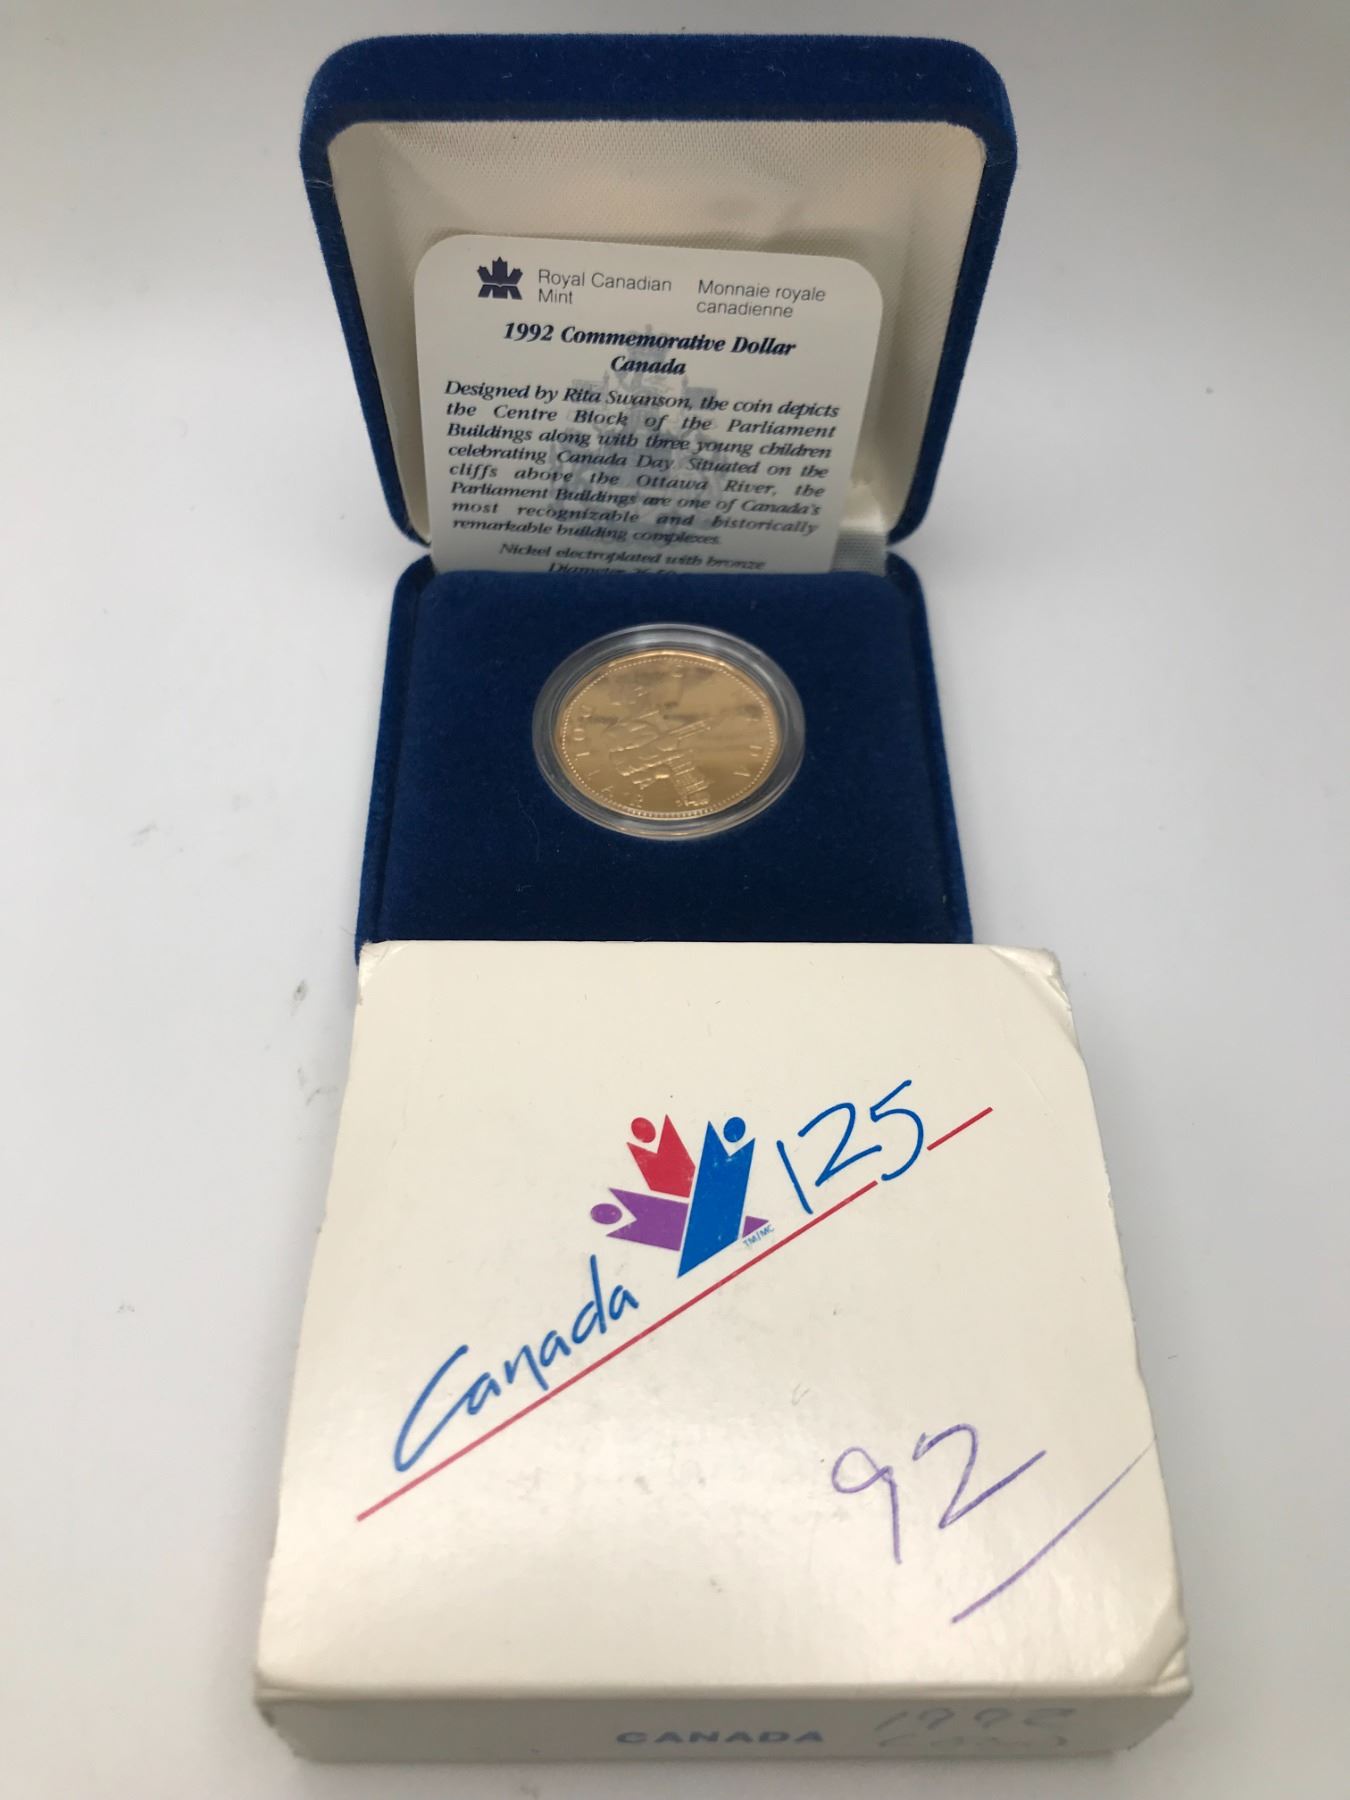 Royal Canadian
Mint
Monnaie royale
canadienne
1992 Commemorative Dollar
Canada
Designed by Rita Swanson, the coin depicts
the Centre Block of the Parliament
Buildings along with three young children
celebrating Canada Day. Situated on the
cliffs above the Ottawa River, the
Parliament Buildings are one of Canada's
most recognizable and historically
remarkable building complexes.
Nickel electroplated with bronze
Diameter
DOLLAR
Canada 125
TM/MC
92
CANADA
1992